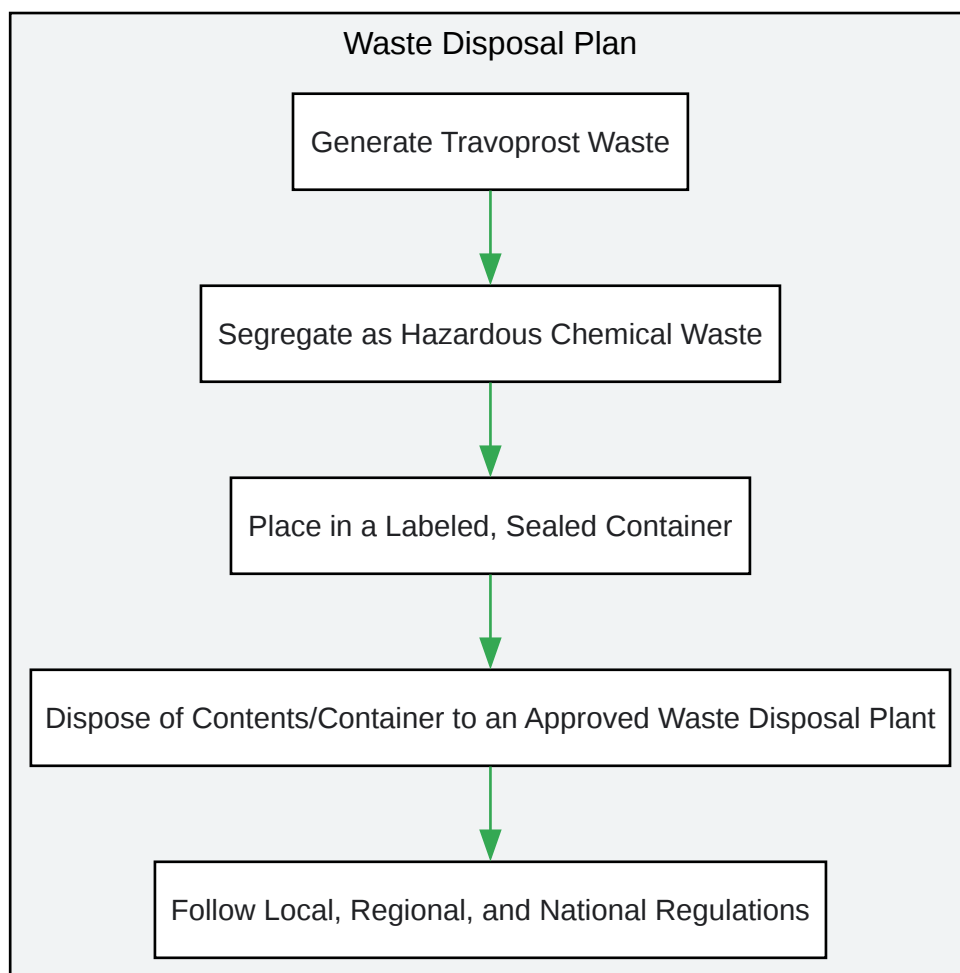 Waste Disposal Plan
Generate Travoprost Waste
Segregate as Hazardous Chemical Waste
Place in a Labeled, Sealed Container
Dispose of Contents/Container to an Approved Waste Disposal Plant
Follow Local, Regional, and National Regulations